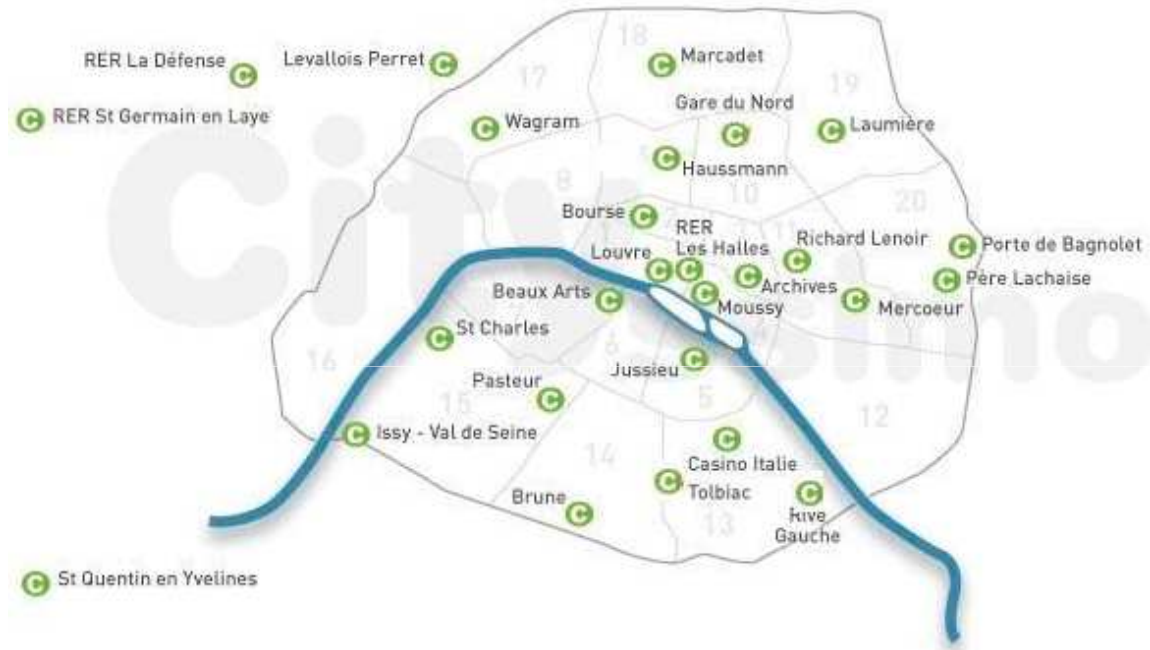 RER La Défense
Levallois Perret
Marcadet
18
17
19
Gare du Nord
RER St Germain en Laye
Wagram
Laumière
Haussmann
8
10
20
Bourse
RER
Les Halles
11
Richard Lenoir
Louvre
Porte de Bagnolet
Archives
Père Lachaise
Beaux Arts
Moussy
Mercoeur
St Charles
6
16
Jussieu
Pasteur
15
5
12
Issy - Val de Seine
14
Casino Italie
Tolbiac
Brune
13
Rive
Gauche
St Quentin en Yvelines